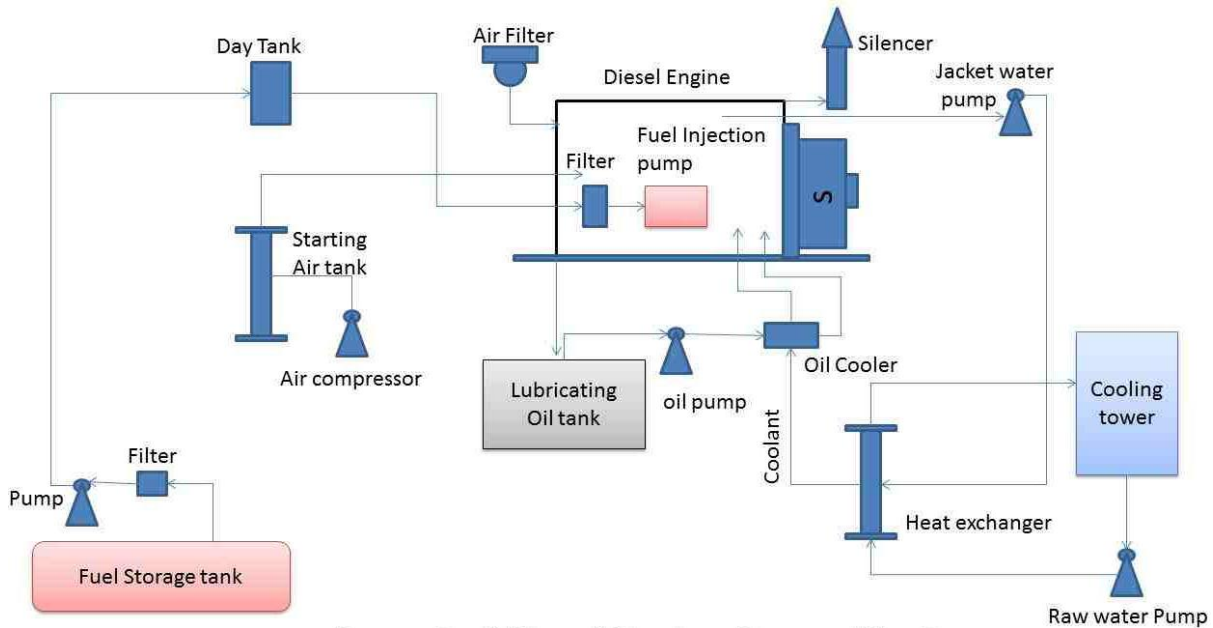 Air Filter
Day Tank
Silencer
Diesel Engine
Jacket water
pump
Fuel Injection
pump
Filter
S
Starting
Air tank
Air compressor
Lubricating
Oil tank
oil pump
Oil Cooler
Coolant
Cooling
tower
Filter
Pump
Heat exchanger
Fuel Storage tank
Raw water Pump